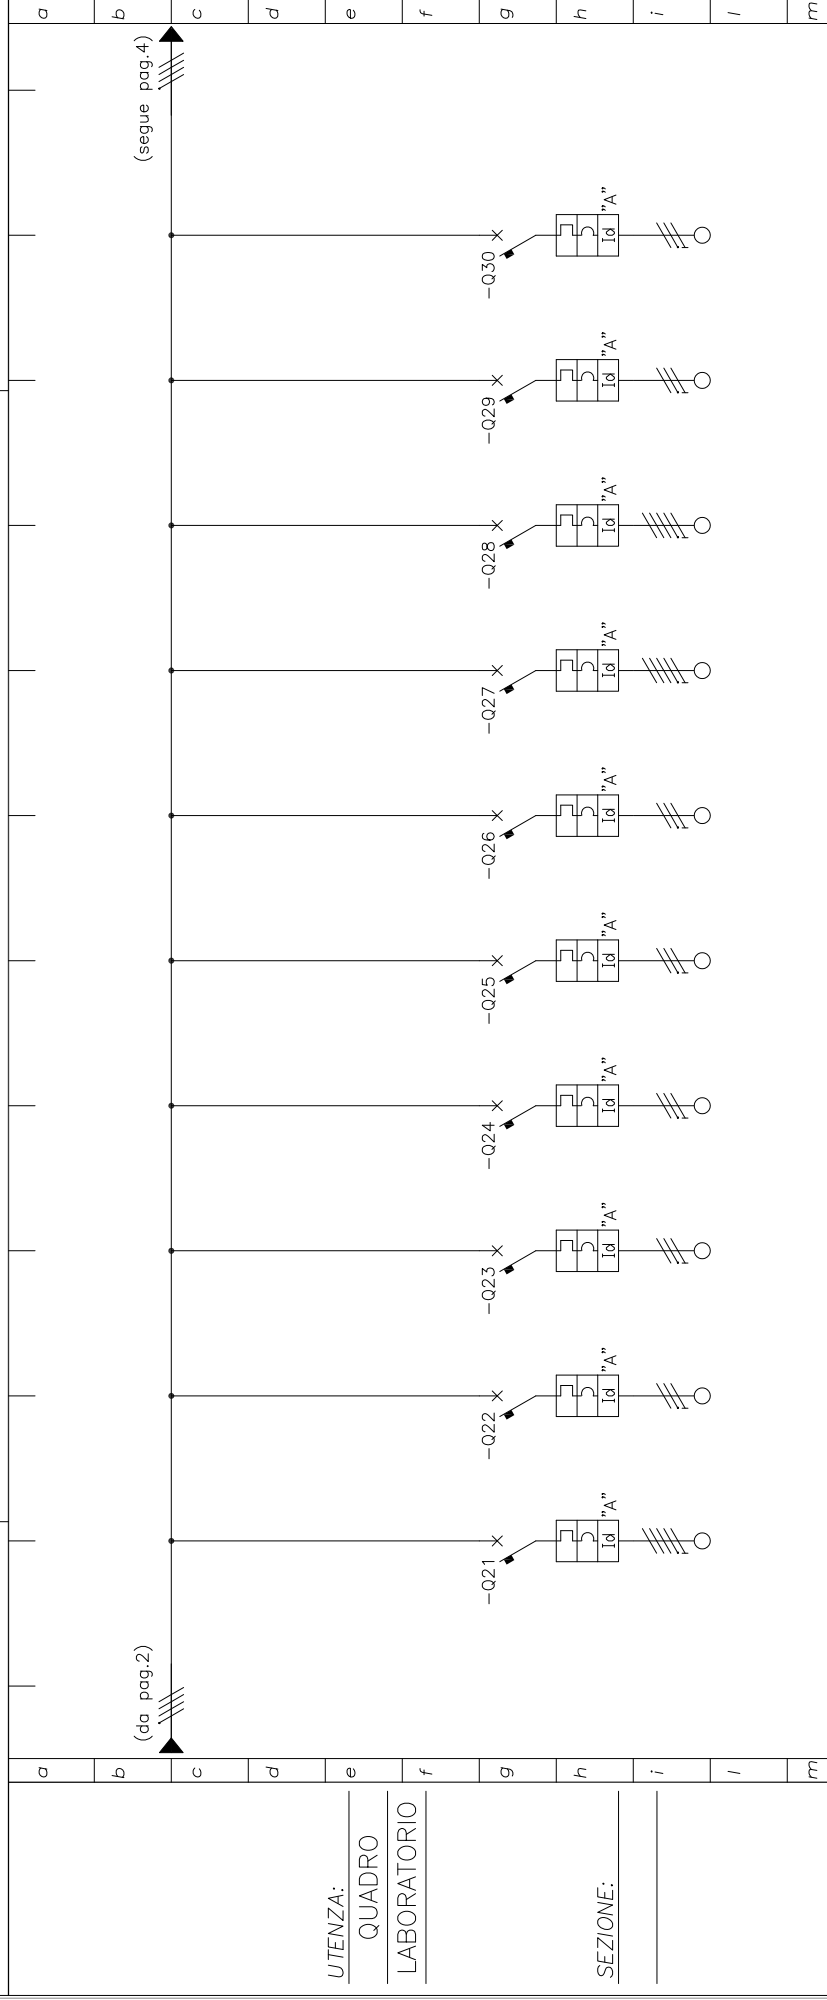 a
b
c
d
e
f
g
h
i
l
m
(segue pag.4)
-Q30
Id
"A"
-Q29
Id
"A"
-Q28
Id
"A"
-Q27
Id
"A"
-Q26
Id
"A"
-Q25
Id
"A"
-Q24
Id
"A"
-Q23
Id
"A"
-Q22
Id
"A"
-Q21
Id
"A"
(da pag.2)
a
b
c
d
e
f
g
h
i
l
m
UTENZA:
QUADRO
LABORATORIO
SEZIONE: